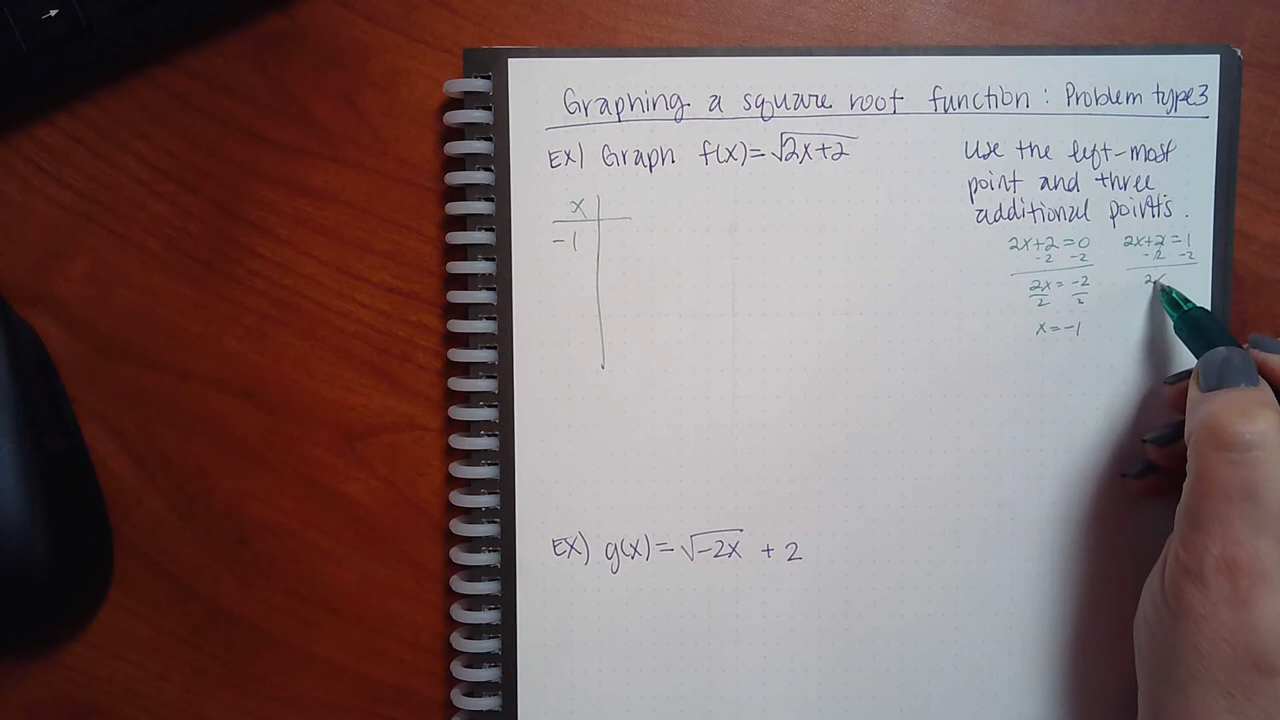 Graphing a square root function: Problem type 3
EX) Graph f(x)=√2x+2
Use the left-most
point and three
additional points.
x
-1
2x+2=0
-2 -2
2x=-2
2 2
x=-1
2x+2=1
-2 -2
2x
EX) g(x)=√-2x + 2